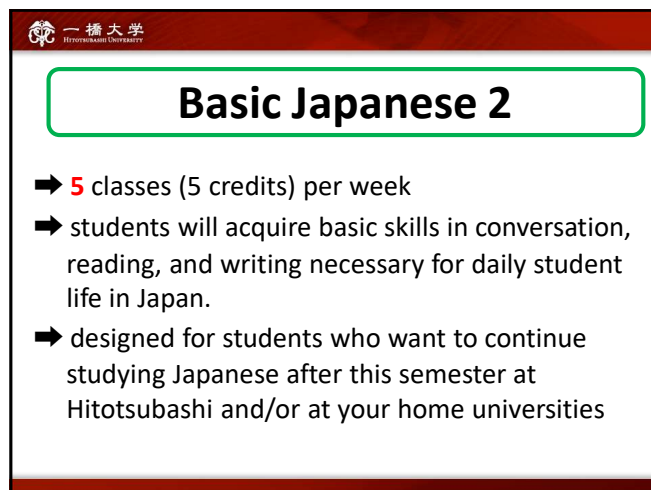 一橋大学
HITOTSUBASHI UNIVERSITY
Basic Japanese 2
➡ 5 classes (5 credits) per week
➡ students will acquire basic skills in conversation,
reading, and writing necessary for daily student
life in Japan.
➡ designed for students who want to continue
studying Japanese after this semester at
Hitotsubashi and/or at your home universities